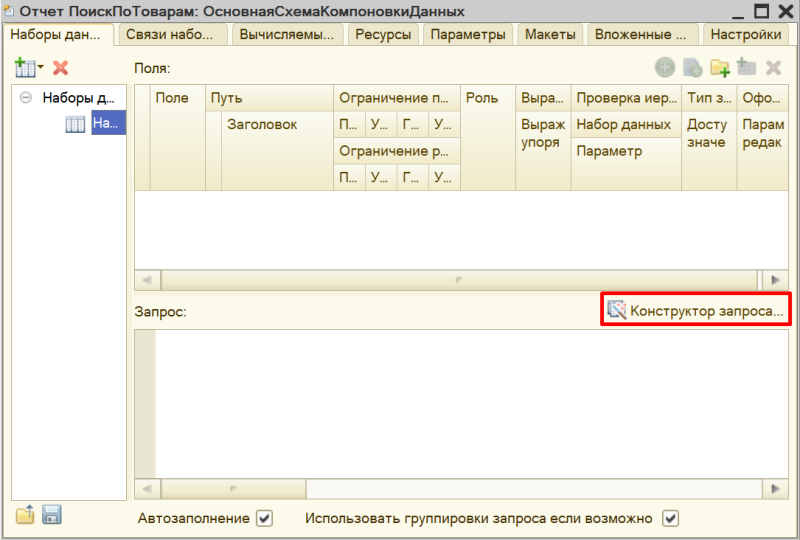 Отчет ПоискПоТоварам: ОсновнаяСхемаКомпоновкиДанных
Наборы дан... Связи набо... Вычисляемы... Ресурсы Параметры Макеты Вложенные ... Настройки
Поля:
Наборы д...
На...
Поле Путь Ограничение п... Роль Выра... Проверка иер... Тип з... Офо...
Заголовок П... У... Г... У... Выраж Набор данных Досту Парам
упоря значе редак
Ограничение р... Параметр
П... У... Г... У...
Запрос: Конструктор запроса...
Автозаполнение Использовать группировки запроса если возможно